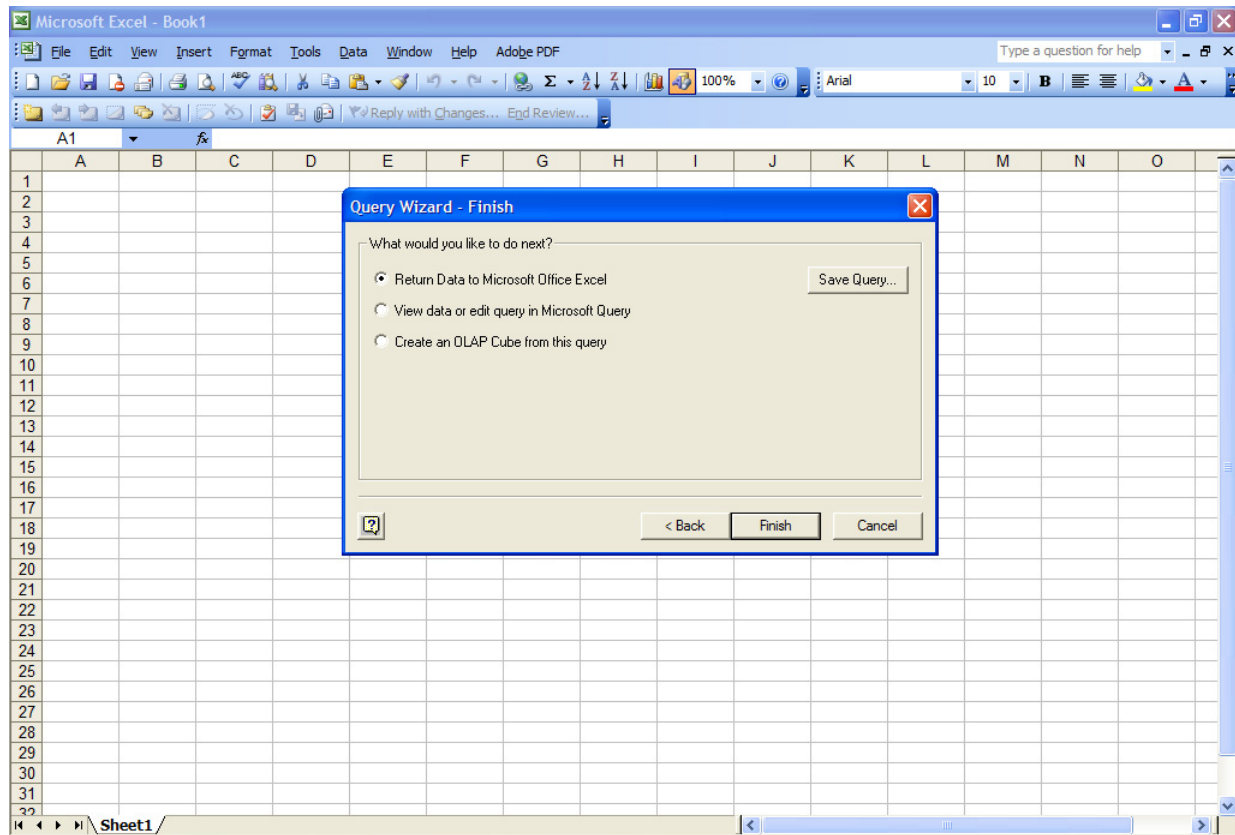 Microsoft Excel - Book1
File Edit View Insert Format Tools Data Window Help Adobe PDF Type a question for help
100% Arial 10 B A
Reply with Changes... End Review...
A1 fx
A B C D E F G H I J K L M N O
1
2
Query Wizard - Finish
3
4 What would you like to do next?
5
6 Return Data to Microsoft Office Excel Save Query...
7
8 View data or edit query in Microsoft Query
9 Create an OLAP Cube from this query
10
11
12
13
14
15
16
17
18 < Back Finish Cancel
19
20
21
22
23
24
25
26
27
28
29
30
31
32
Sheet1